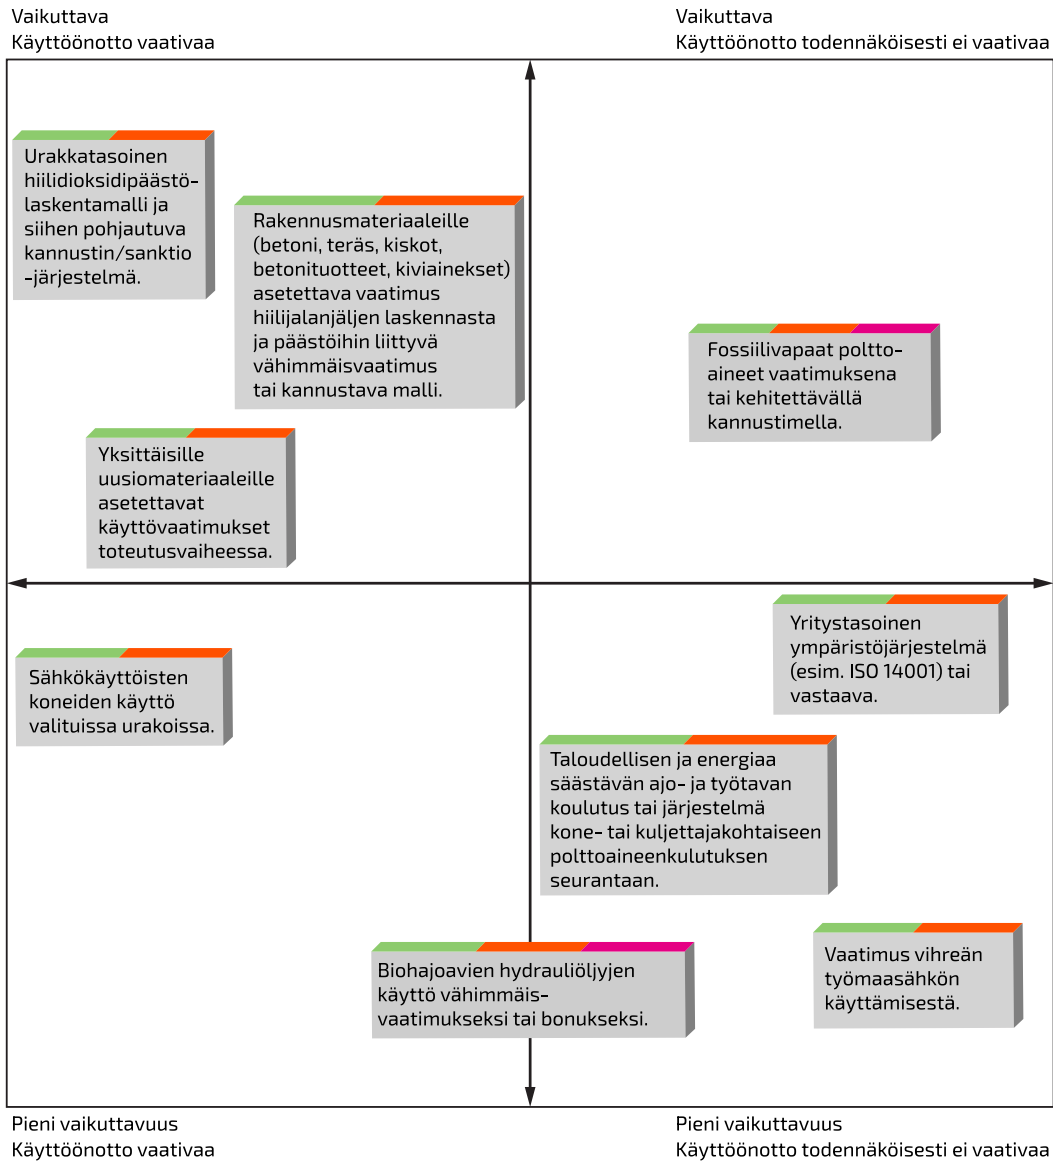 Vaikuttava
Käyttöönotto vaativaa
Vaikuttava
Käyttöönotto todennäköisesti ei vaativaa
Urakkatasoinen
hiilidioksidipäästö-
laskentamalli ja
siihen pohjautuva
kannustin/sanktio
-järjestelmä.
Rakennusmateriaaleille
(betoni, teräs, kiskot,
betonituotteet, kiviainekset)
asetettava vaatimus
hiilijalanjäljen laskennasta
ja päästöihin liittyvä
vähimmäisvaatimus
tai kannustava malli.
Fossiilivapaat poltto-
aineet vaatimuksena
tai kehitettävällä
kannustimella.
Yksittäisille
uusiomateriaaleille
asetettavat
käyttövaatimukset
toteutusvaiheessa.
Yritystasoinen
ympäristöjärjestelmä
(esim. ISO 14001) tai
vastaava.
Sähkökäyttöisten
koneiden käyttö
valituissa urakoissa.
Taloudellisen ja energiaa
säästävän ajo- ja työtavan
koulutus tai järjestelmä
kone- tai kuljettajakohtaiseen
polttoaineenkulutuksen
seurantaan.
Biohajoavien hydrauliöljyjen
käyttö vähimmäis-
vaatimukseksi tai bonukseksi.
Vaatimus vihreän
työmaasähkön
käyttämisestä.
Pieni vaikuttavuus
Käyttöönotto vaativaa
Pieni vaikuttavuus
Käyttöönotto todennäköisesti ei vaativaa